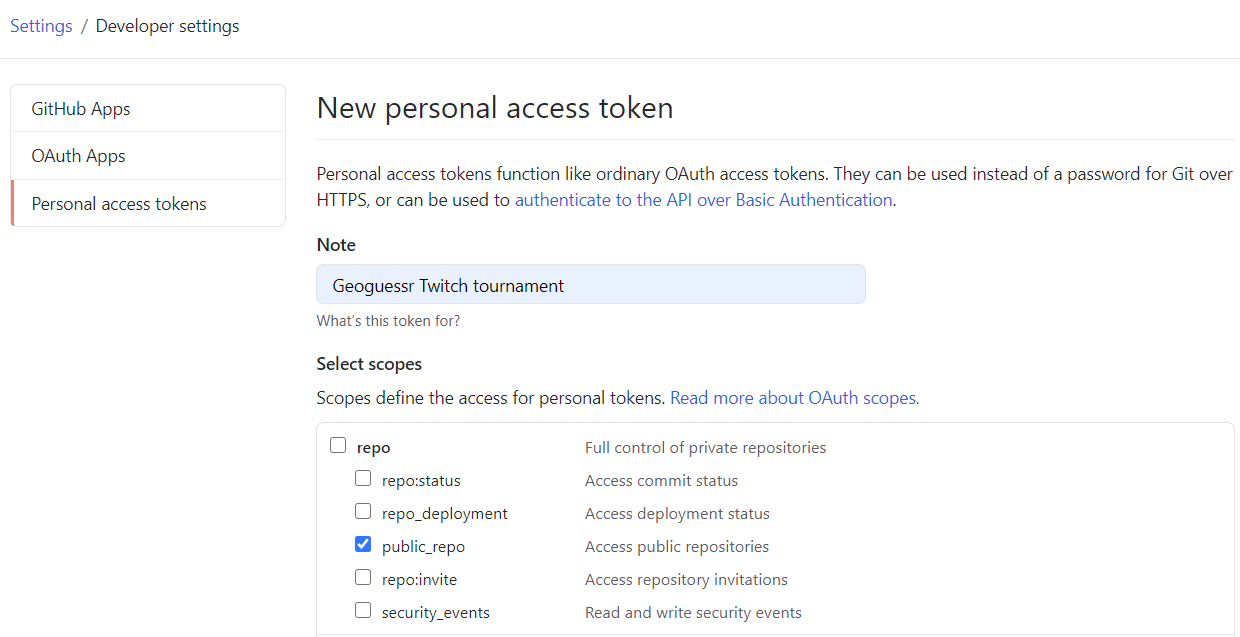 Settings / Developer settings
GitHub Apps
OAuth Apps
Personal access tokens
New personal access token
Personal access tokens function like ordinary OAuth access tokens. They can be used instead of a password for Git over
HTTPS, or can be used to authenticate to the API over Basic Authentication.
Note
Geoguessr Twitch tournament
What's this token for?
Select scopes
Scopes define the access for personal tokens. Read more about OAuth scopes.
repo Full control of private repositories
repo:status Access commit status
repo_deployment Access deployment status
public_repo Access public repositories
repo:invite Access repository invitations
security_events Read and write security events